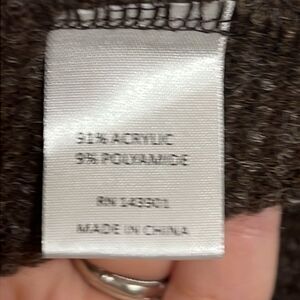 91% ACRYLIC
9% POLYAMIDE
RN 143901
MADE IN CHINA